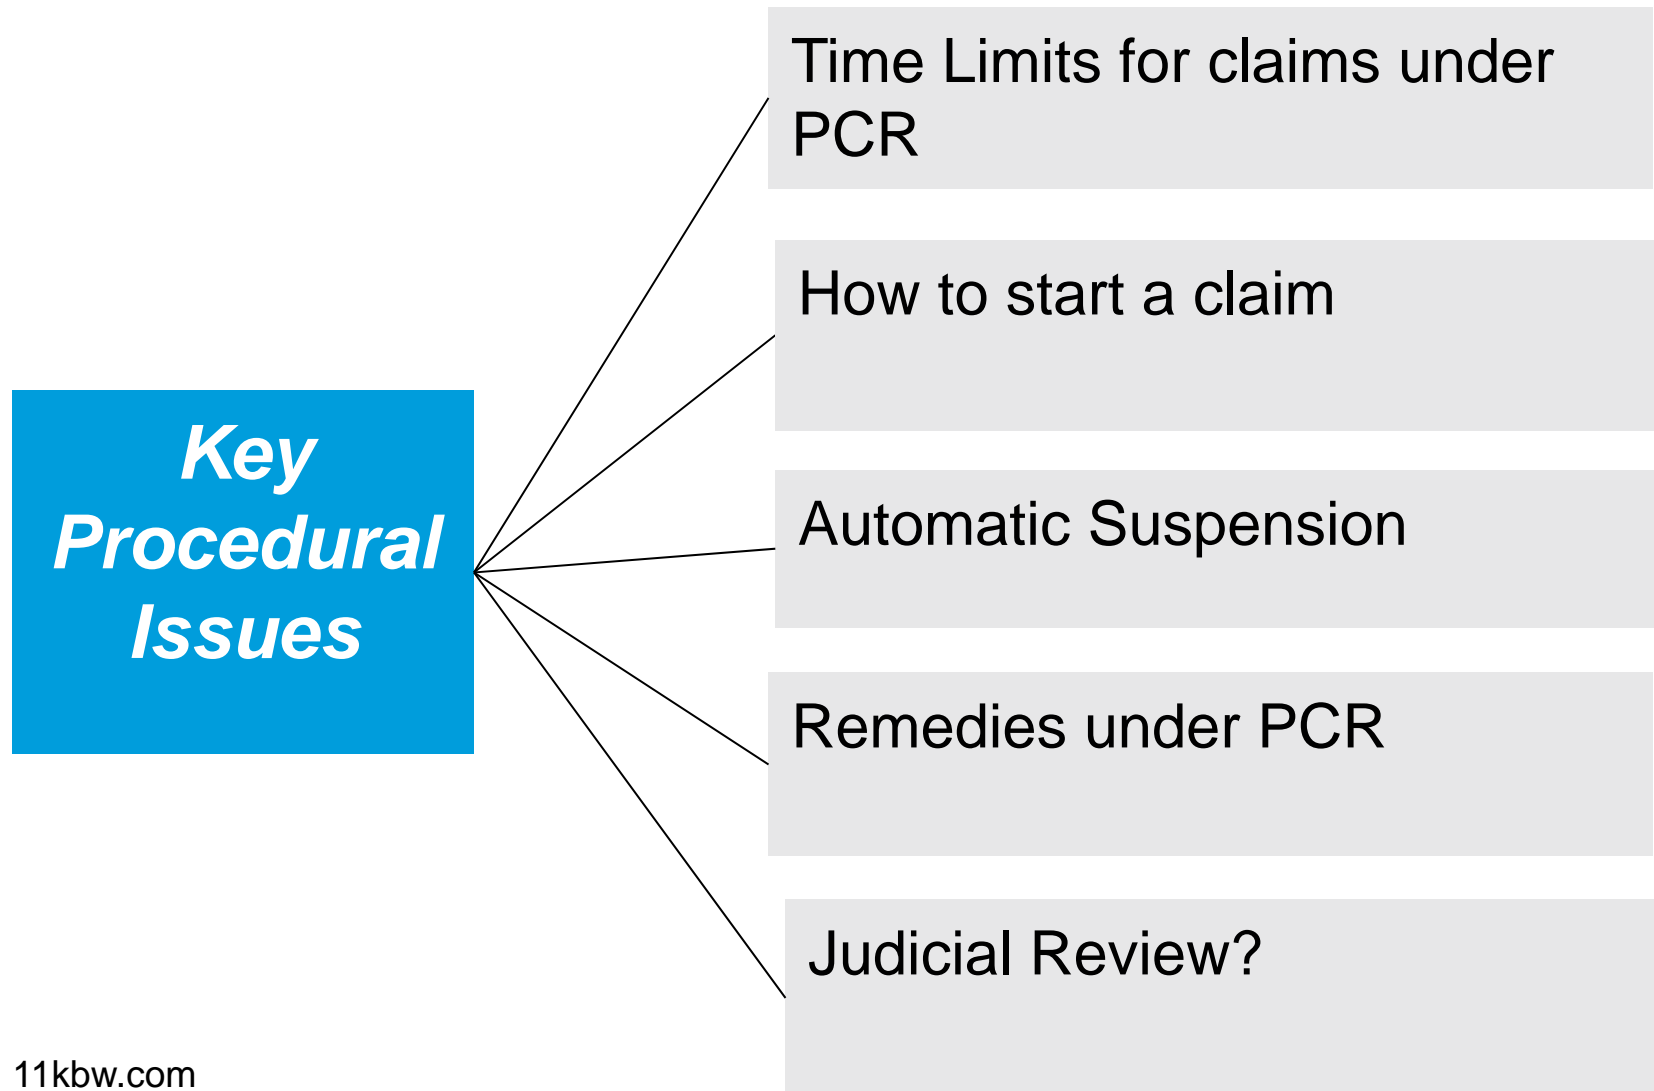 Key
Procedural
Issues
Time Limits for claims under
PCR
How to start a claim
Automatic Suspension
Remedies under PCR
Judicial Review?
11kbw.com